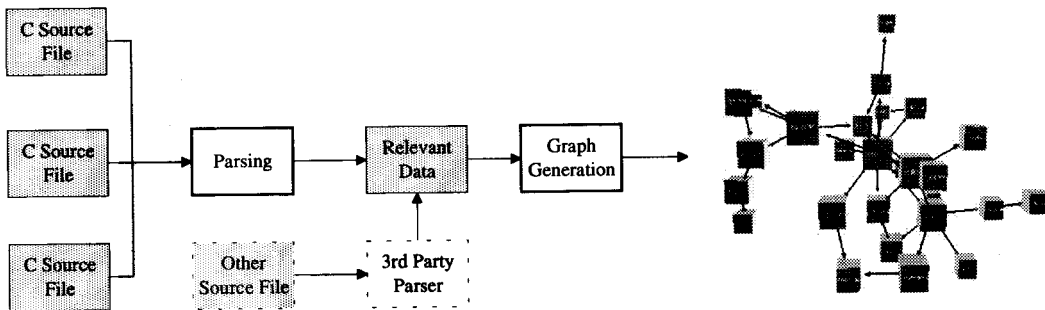 C Source
File
C Source
File
C Source
File
Parsing
Relevant
Data
Graph
Generation
Other
Source File
3rd Party
Parser